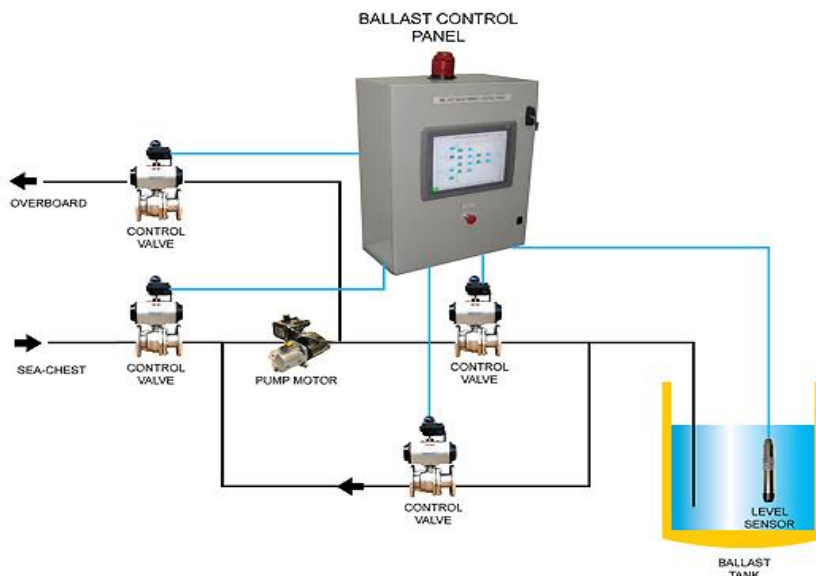 BALLAST CONTROL
PANEL
OVERBOARD
CONTROL
VALVE
SEA-CHEST
CONTROL
VALVE
PUMP MOTOR
CONTROL
VALVE
CONTROL
VALVE
LEVEL
SENSOR
BALLAST
TANK